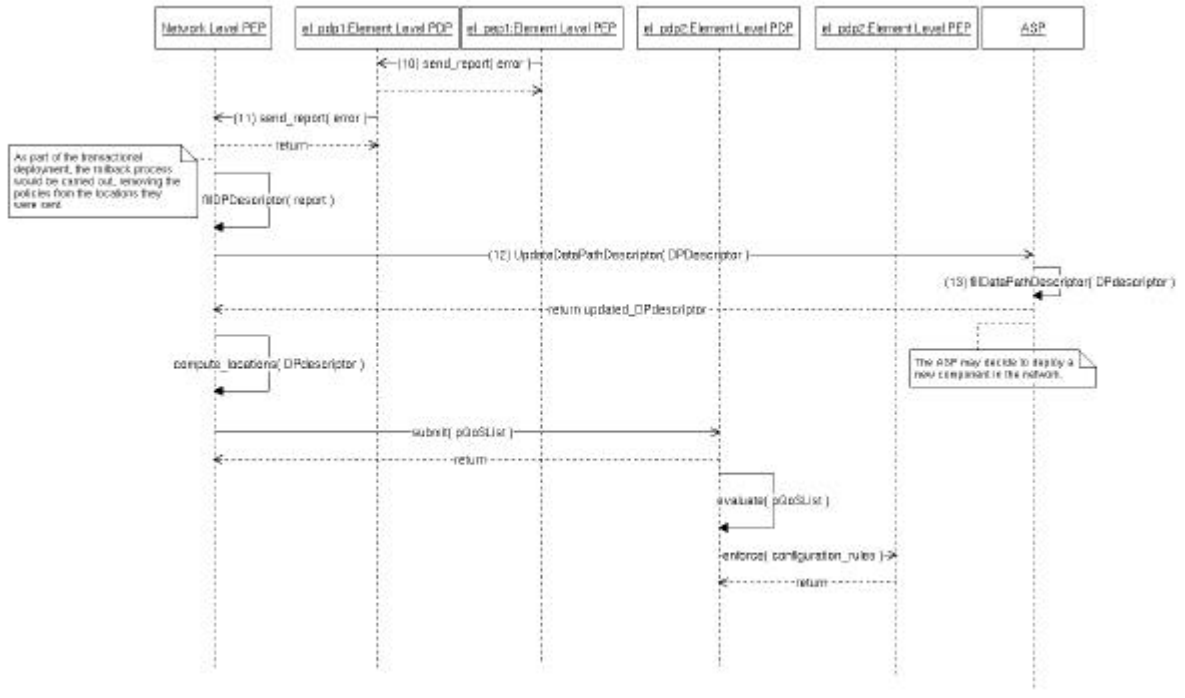 Network Level PEP
el_pdp1:Element Level PDP
el_pep1:Element Level PEP
el_pdp2:Element Level PDP
el_pdp2:Element Level PEP
ASP
(10) send_report( error )
(11) send_report( error )
return
As part of the transactional
deployment, the rollback process
would be carried out, removing the
policies from the locations they
were sent
fillDPDescriptor( report )
(12) UpdateDataPathDescriptor( DPDescriptor )
(13) fillDataPathDescriptor( DPdescriptor )
return updated_DPdescriptor
compute_locations( DPdescriptor )
The ASP may decide to deploy a
new component in the network.
submit( pQoSList )
return
evaluate( pQoSList )
enforce( configuration_rules )
return